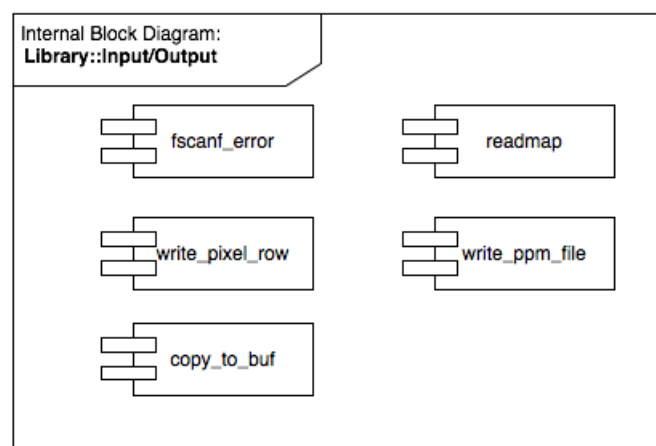 Internal Block Diagram:
Library::Input/Output
fscanf_error
readmap
write_pixel_row
write_ppm_file
copy_to_buf